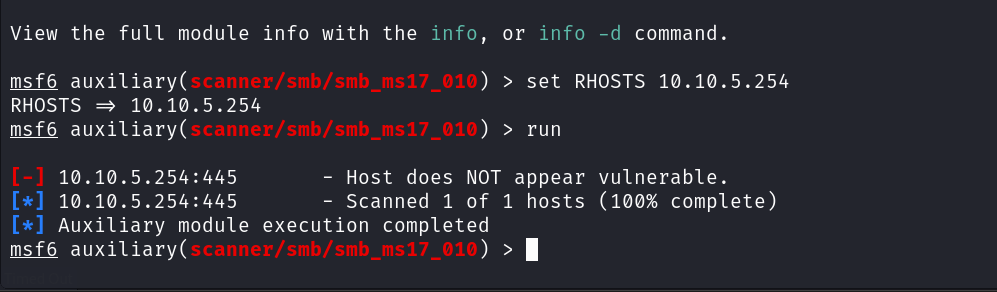 View the full module info with the info, or info -d command.
msf6 auxiliary(scanner/smb/smb_ms17_010) > set RHOSTS 10.10.5.254
RHOSTS => 10.10.5.254
msf6 auxiliary(scanner/smb/smb_ms17_010) > run
[-] 10.10.5.254:445       - Host does NOT appear vulnerable.
[*] 10.10.5.254:445       - Scanned 1 of 1 hosts (100% complete)
[*] Auxiliary module execution completed
msf6 auxiliary(scanner/smb/smb_ms17_010) >